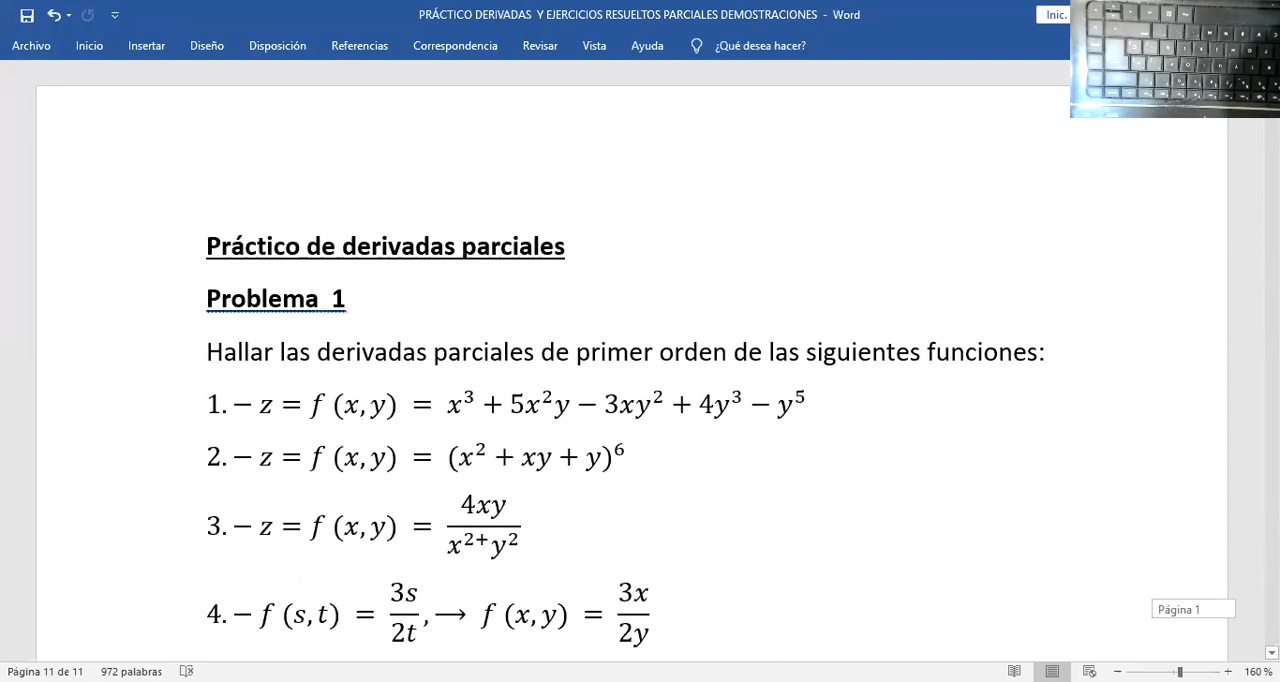 PRÁCTICO DERIVADAS Y EJERCICIOS RESUELTOS PARCIALES DEMOSTRACIONES - Word
Inic.
Archivo Inicio Insertar Diseño Disposición Referencias Correspondencia Revisar Vista Ayuda ¿Qué desea hacer?
Práctico de derivadas parciales
Problema 1
Hallar las derivadas parciales de primer orden de las siguientes funciones:
1.− z = f (x, y) = x³ + 5x²y − 3xy² + 4y³ − y⁵
2.− z = f (x, y) = (x² + xy + y)⁶
3.− z = f (x, y) = 4xy / x²⁺y²
4.− f (s, t) = 3s / 2t , → f (x, y) = 3x / 2y
Página 1
Página 11 de 11 972 palabras 160 %